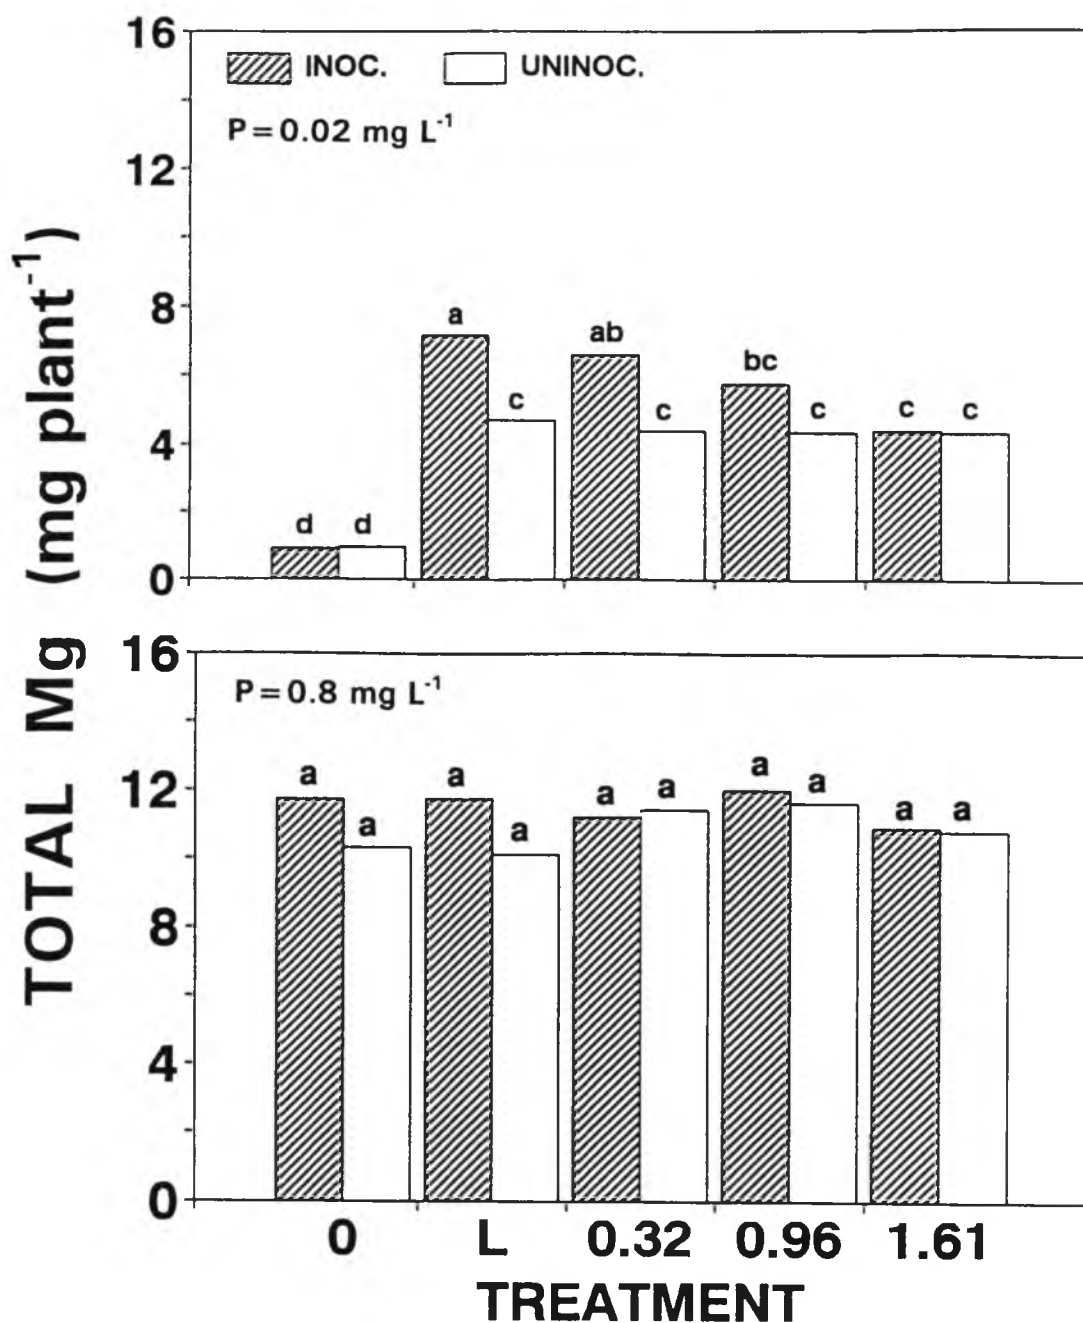 16
INOC. UNINOC.
P=0.02 mg L-1
12
8
a
ab
bc
c
c
c
c
c
4
d
d
0
TOTAL Mg (mg plant-1)
16
P=0.8 mg L-1
a
a
a
a
a
a
a
a
a
a
12
8
4
0
0 L 0.32 0.96 1.61
TREATMENT